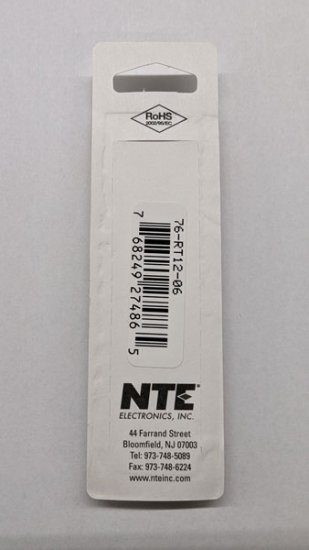 RoHS
2002/95/EC
76-RT12-06
7 68249 27486 5
NTE®
ELECTRONICS, INC.
44 Farrand Street
Bloomfield, NJ 07003
Tel: 973-748-5089
Fax: 973-748-6224
www.nteinc.com